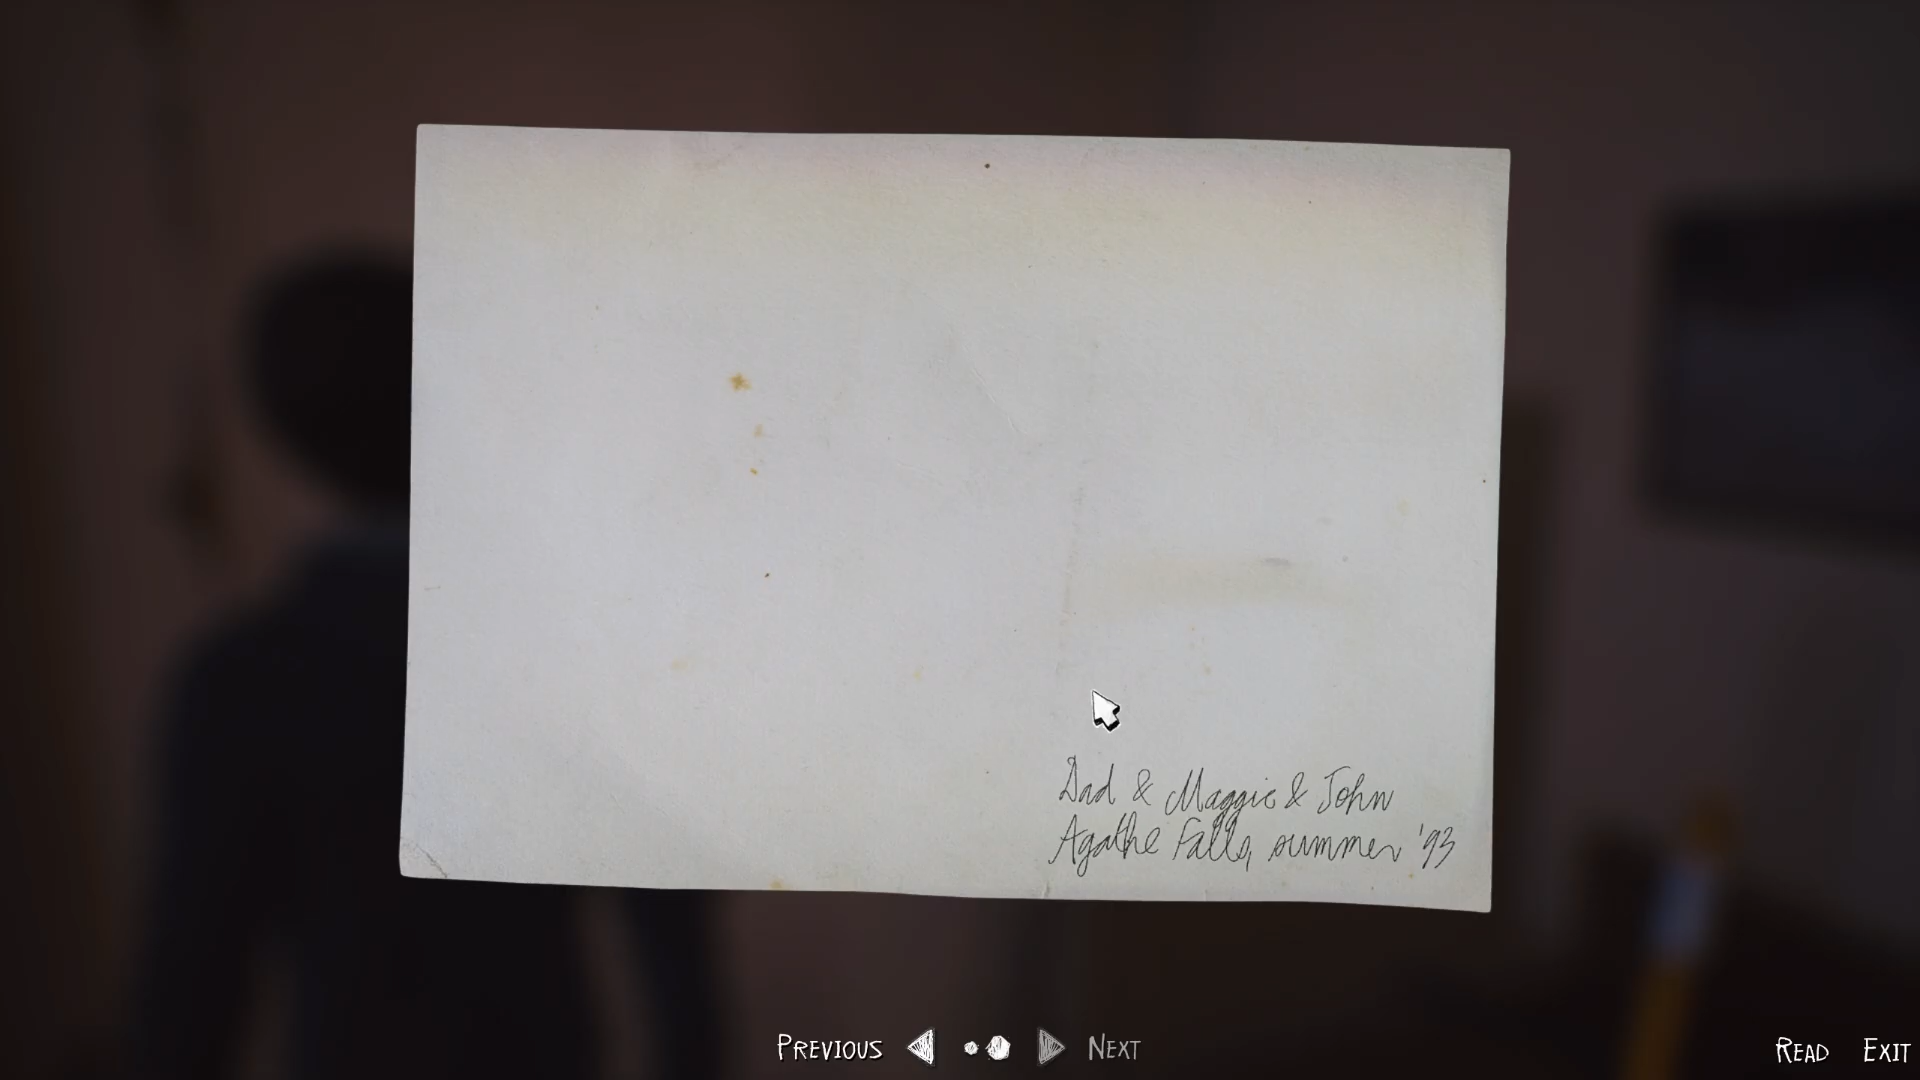 Dad & Maggie & John
Agathe Falls, summer '93
PREVIOUS NEXT
READ EXIT